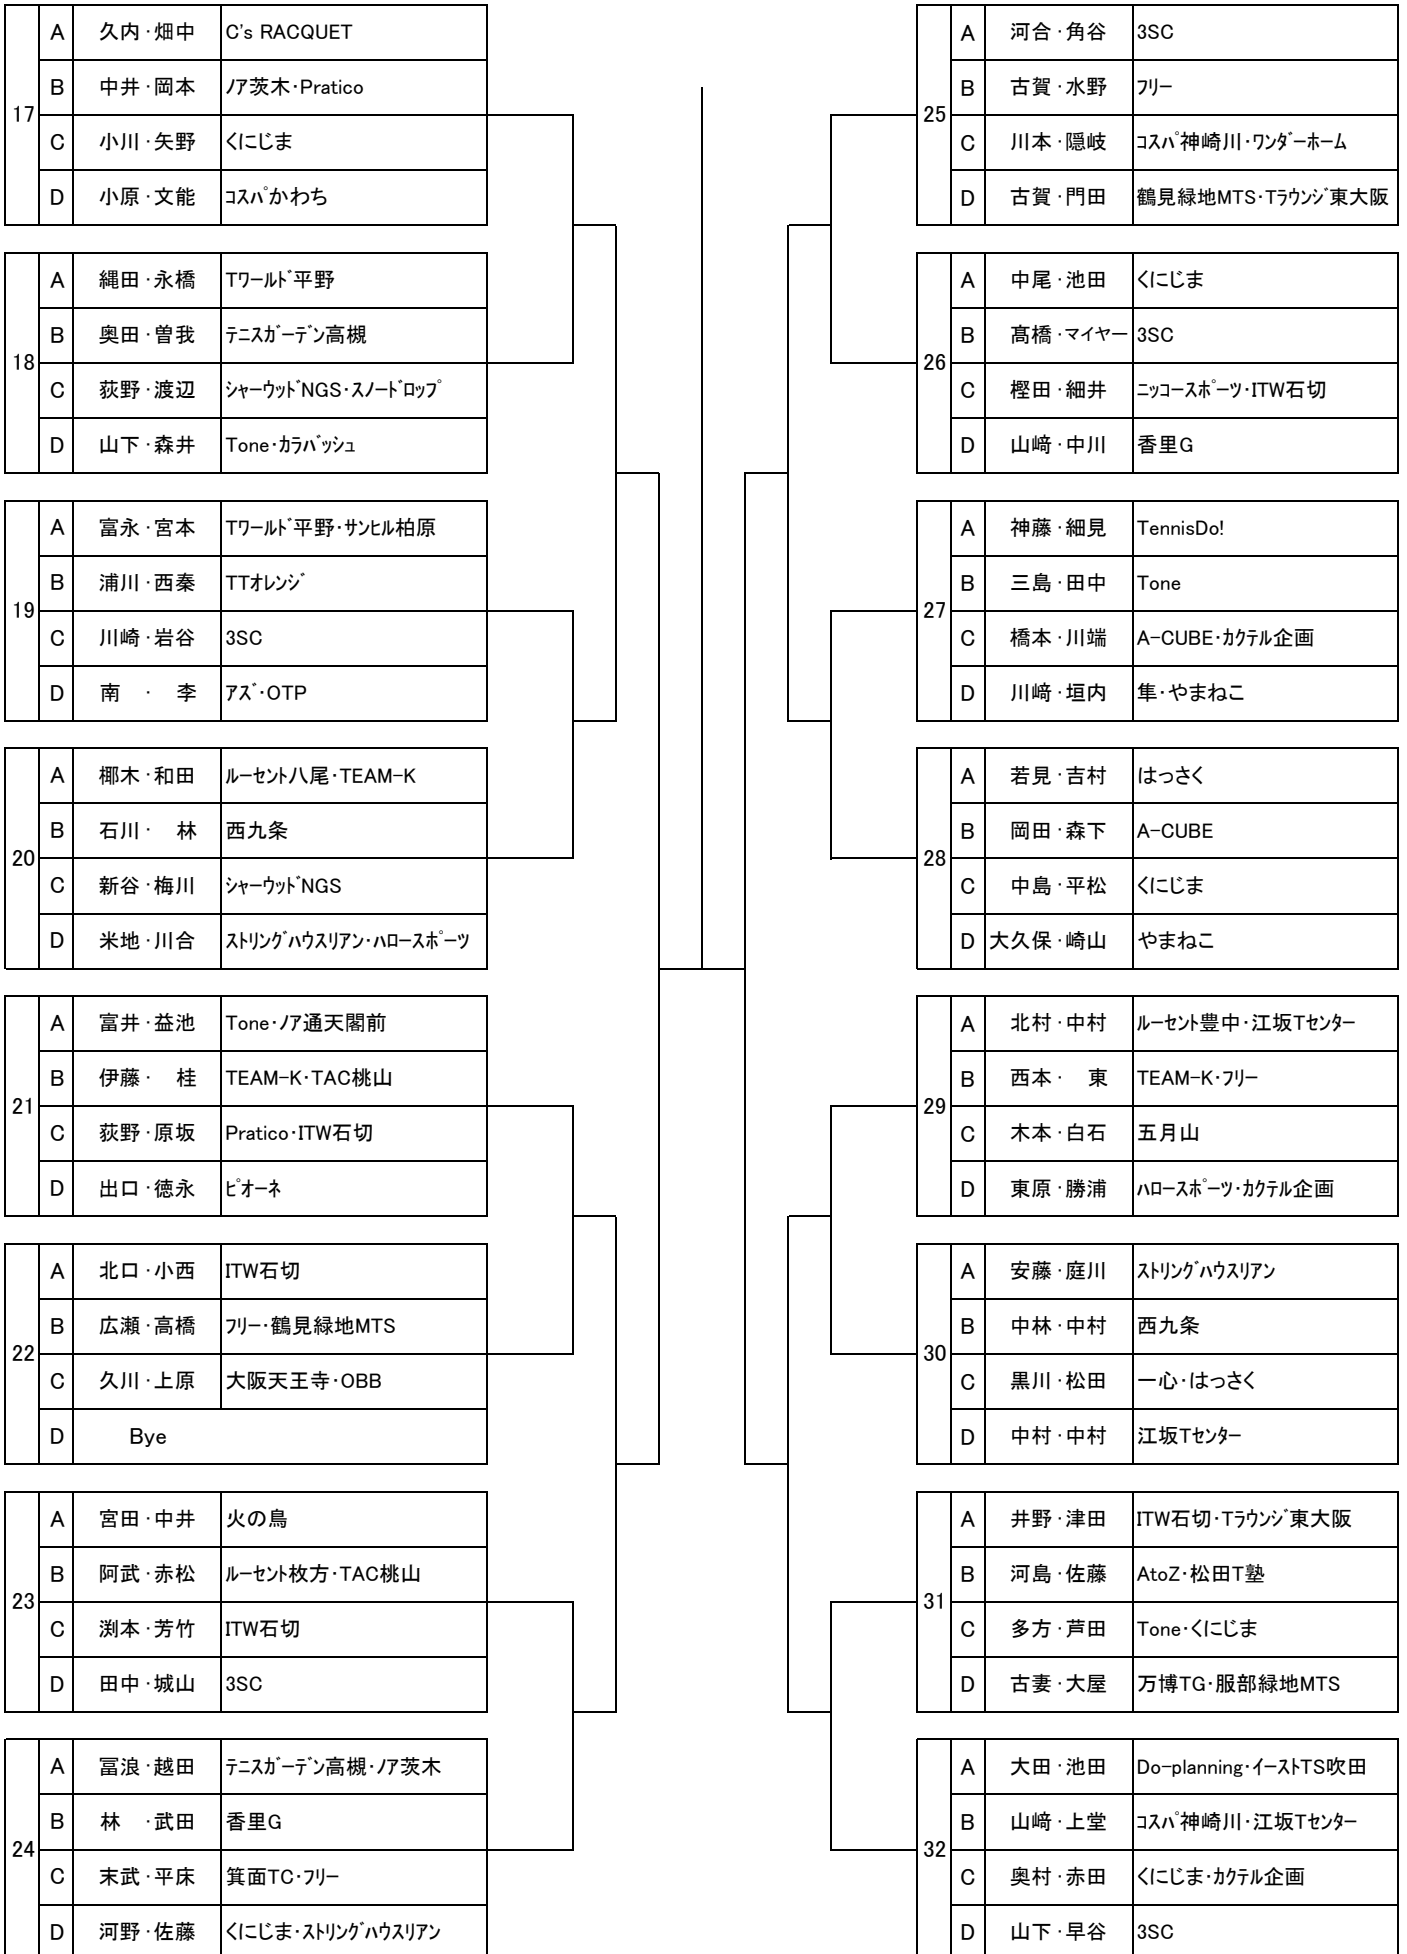 17
A 久内・畑中 C's RACQUET
B 中井・岡本 ﾉｱ茨木・Pratico
C 小川・矢野 くにじま
D 小原・文能 ｺｽﾊﾟかわち
18
A 縄田・永橋 Tﾜｰﾙﾄﾞ平野
B 奥田・曽我 ﾃﾆｽｶﾞｰﾃﾞﾝ高槻
C 荻野・渡辺 ｼｬｰｳｯﾄﾞNGS・ｽﾉｰﾄﾞﾛｯﾌﾟ
D 山下・森井 Tone・ｶﾗﾊﾞｯｼｭ
19
A 富永・宮本 Tﾜｰﾙﾄﾞ平野・ｻﾝﾋﾙ柏原
B 浦川・西秦 TTｵﾚﾝｼﾞ
C 川崎・岩谷 3SC
D 南 ・ 李 ｱｽﾞ・OTP
20
A 椰木・和田 ﾙｰｾﾝﾄ八尾・TEAM-K
B 石川・ 林 西九条
C 新谷・梅川 ｼｬｰｳｯﾄﾞNGS
D 米地・川合 ｽﾄﾘﾝｸﾞﾊｳｽﾘｱﾝ・ﾊﾛｰｽﾎﾟｰﾂ
21
A 富井・益池 Tone・ﾉｱ通天閣前
B 伊藤・ 桂 TEAM-K・TAC桃山
C 荻野・原坂 Pratico・ITW石切
D 出口・徳永 ﾋﾟｵｰﾈ
22
A 北口・小西 ITW石切
B 広瀬・高橋 ﾌﾘｰ・鶴見緑地MTS
C 久川・上原 大阪天王寺・OBB
D Bye
23
A 宮田・中井 火の鳥
B 阿武・赤松 ﾙｰｾﾝﾄ枚方・TAC桃山
C 渕本・芳竹 ITW石切
D 田中・城山 3SC
24
A 冨浪・越田 ﾃﾆｽｶﾞｰﾃﾞﾝ高槻・ﾉｱ茨木
B 林 ・武田 香里G
C 末武・平床 箕面TC・ﾌﾘｰ
D 河野・佐藤 くにじま・ｽﾄﾘﾝｸﾞﾊｳｽﾘｱﾝ
25
A 河合・角谷 3SC
B 古賀・水野 ﾌﾘｰ
C 川本・隠岐 ｺｽﾊﾟ神崎川・ﾜﾝﾀﾞｰﾎｰﾑ
D 古賀・門田 鶴見緑地MTS・Tﾗｳﾝｼﾞ東大阪
26
A 中尾・池田 くにじま
B 髙橋・マイヤー 3SC
C 樫田・細井 ﾆｯｺｰｽﾎﾟｰﾂ・ITW石切
D 山﨑・中川 香里G
27
A 神藤・細見 TennisDo!
B 三島・田中 Tone
C 橋本・川端 A-CUBE・ｶｸﾃﾙ企画
D 川﨑・垣内 隼・やまねこ
28
A 若見・吉村 はっさく
B 岡田・森下 A-CUBE
C 中島・平松 くにじま
D 大久保・崎山 やまねこ
29
A 北村・中村 ﾙｰｾﾝﾄ豊中・江坂Tｾﾝﾀｰ
B 西本・ 東 TEAM-K・ﾌﾘｰ
C 木本・白石 五月山
D 東原・勝浦 ﾊﾛｰｽﾎﾟｰﾂ・ｶｸﾃﾙ企画
30
A 安藤・庭川 ｽﾄﾘﾝｸﾞﾊｳｽﾘｱﾝ
B 中林・中村 西九条
C 黒川・松田 一心・はっさく
D 中村・中村 江坂Tｾﾝﾀｰ
31
A 井野・津田 ITW石切・Tﾗｳﾝｼﾞ東大阪
B 河島・佐藤 AtoZ・松田T塾
C 多方・芦田 Tone・くにじま
D 古妻・大屋 万博TG・服部緑地MTS
32
A 大田・池田 Do-planning・ｲｰｽﾄTS吹田
B 山﨑・上堂 ｺｽﾊﾟ神崎川・江坂Tｾﾝﾀｰ
C 奥村・赤田 くにじま・ｶｸﾃﾙ企画
D 山下・早谷 3SC